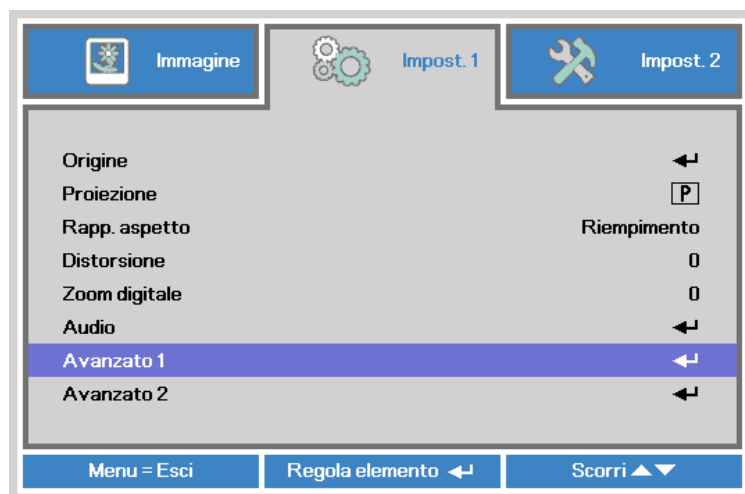 Immagine
Impost. 1
Impost. 2
Origine
Proiezione P
Rapp. aspetto Riempimento
Distorsione 0
Zoom digitale 0
Audio
Avanzato 1
Avanzato 2
Menu = Esci
Regola elemento
Scorri